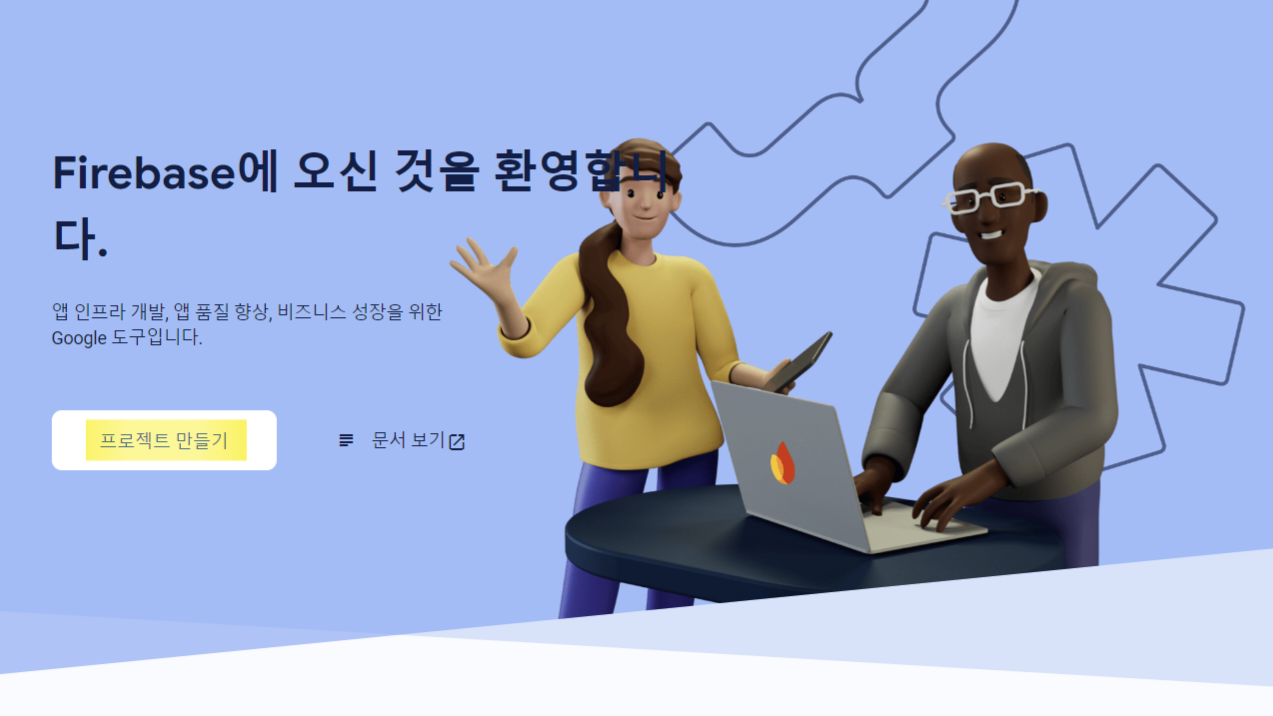 Firebase에 오신 것을 환영합니
다.
앱 인프라 개발, 앱 품질 향상, 비즈니스 성장을 위한
Google 도구입니다.
프로젝트 만들기
문서 보기